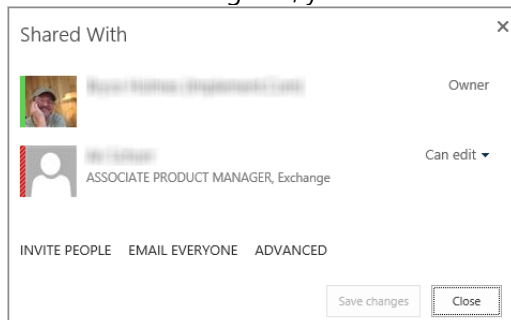 Shared With
Owner
Can edit
ASSOCIATE PRODUCT MANAGER, Exchange
INVITE PEOPLE EMAIL EVERYONE ADVANCED
Save changes Close